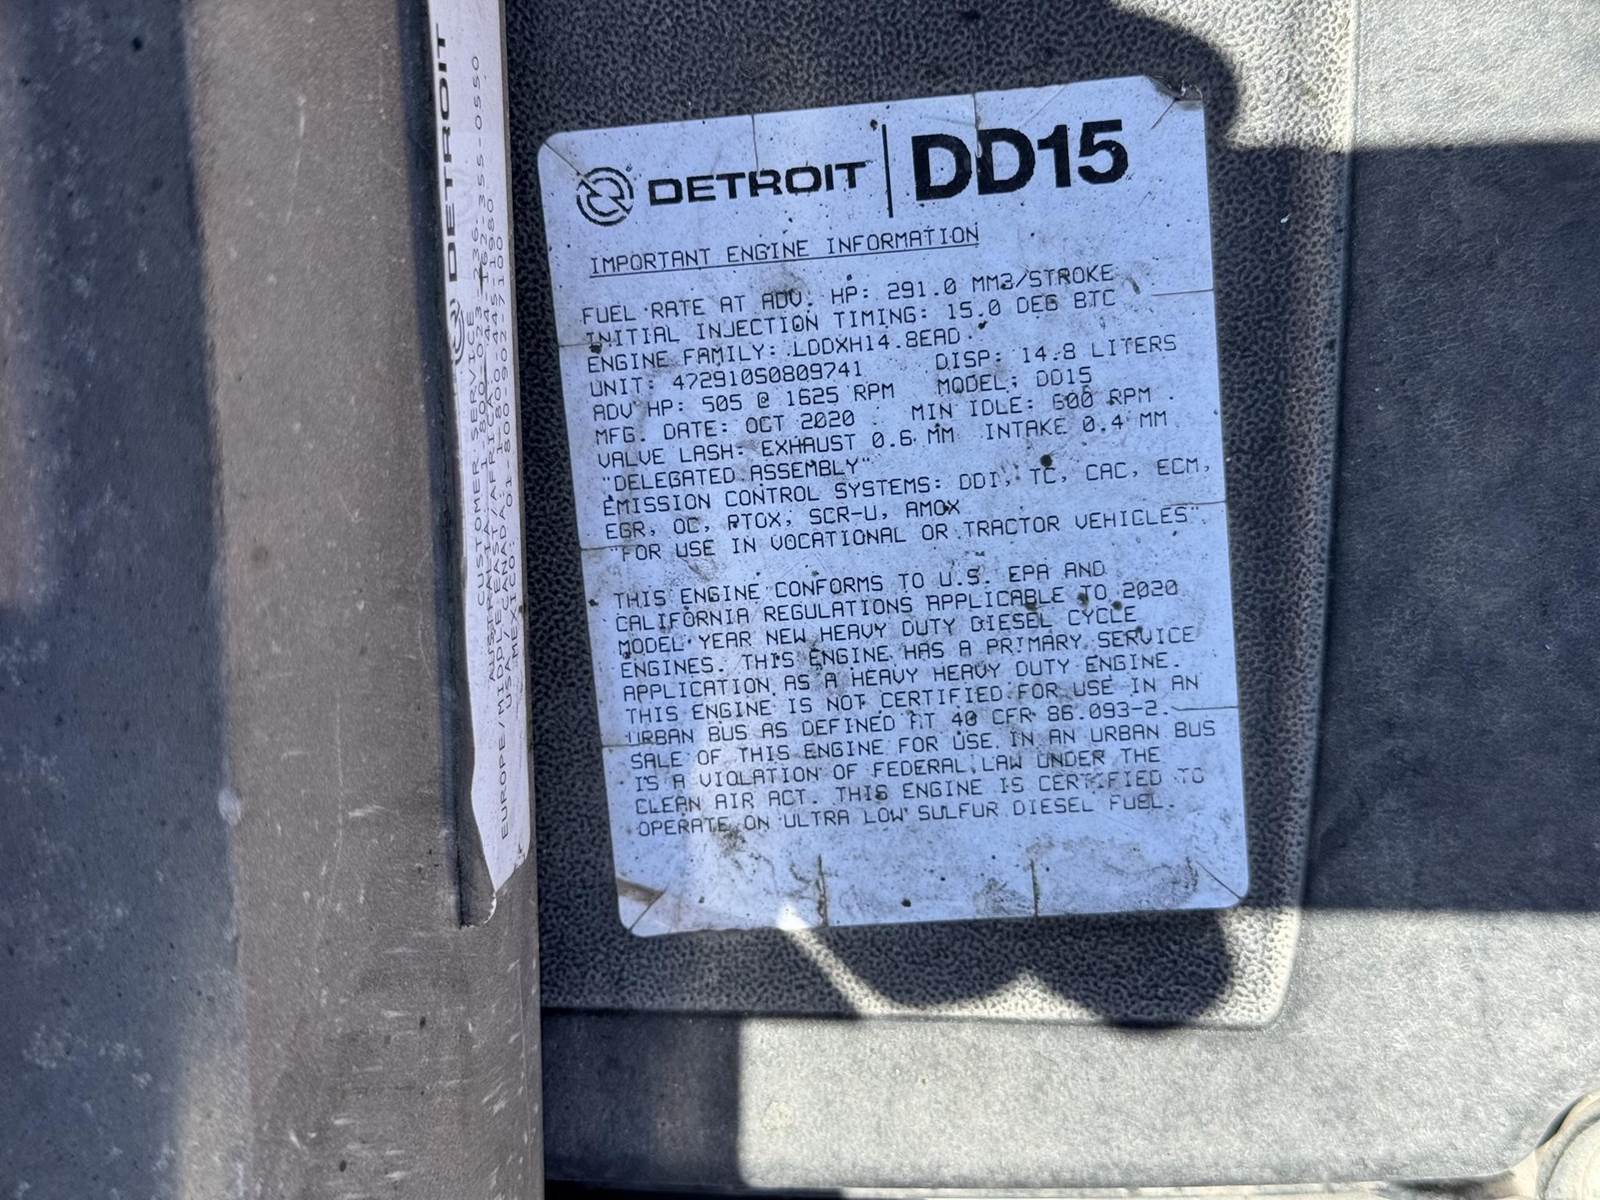 DETROIT
CUSTOMER SERVICE
DETROIT | DD15
IMPORTANT ENGINE INFORMATION
FUEL RATE AT ADV. HP: 291.0 MM3/STROKE
INITIAL INJECTION TIMING: 15.0 DEG BTC
ENGINE FAMILY: LDDXH14.8EAD
UNIT: 472910S0809741 DISP: 14.8 LITERS
ADV HP: 505 @ 1625 RPM MODEL: DD15
MFG. DATE: OCT 2020 MIN IDLE: 600 RPM
VALVE LASH: EXHAUST 0.6 MM INTAKE 0.4 MM
"DELEGATED ASSEMBLY"
EMISSION CONTROL SYSTEMS: DDI, TC, CAC, ECM,
EGR, OC, PTOX, SCR-U, AMOX
"FOR USE IN VOCATIONAL OR TRACTOR VEHICLES".
THIS ENGINE CONFORMS TO U.S. EPA AND
CALIFORNIA REGULATIONS APPLICABLE TO 2020
MODEL YEAR NEW HEAVY DUTY DIESEL CYCLE
ENGINES. THIS ENGINE HAS A PRIMARY SERVICE
APPLICATION AS A HEAVY HEAVY DUTY ENGINE.
THIS ENGINE IS NOT CERTIFIED FOR USE IN AN
URBAN BUS AS DEFINED AT 40 CFR 86.093-2.
SALE OF THIS ENGINE FOR USE IN AN URBAN BUS
IS A VIOLATION OF FEDERAL LAW UNDER THE
CLEAN AIR ACT. THIS ENGINE IS CERTIFIED TO
OPERATE ON ULTRA LOW SULFUR DIESEL FUEL.